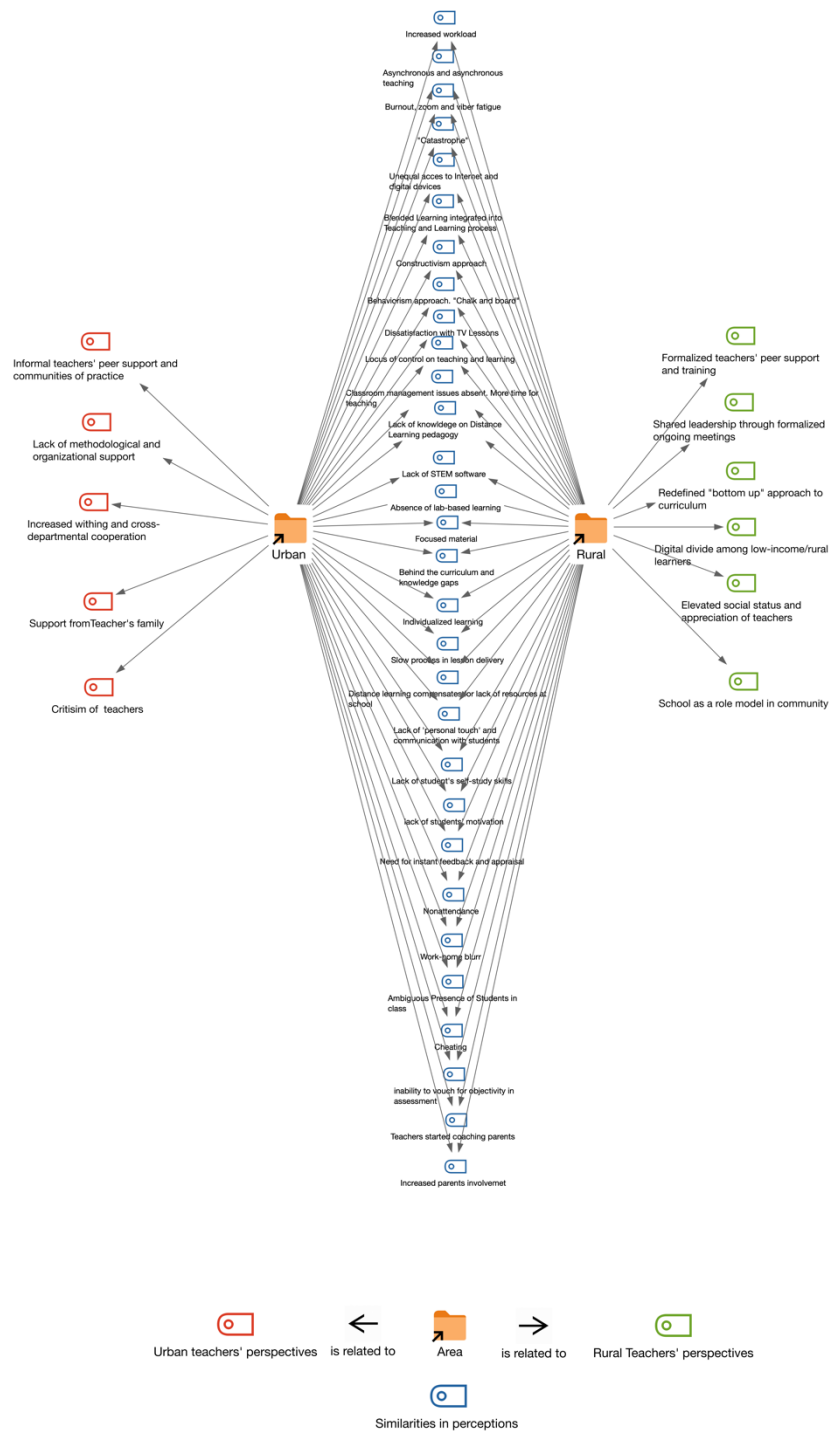 Increased workload
Asynchronous and asynchronous
teaching
Burnout, zoom and viber fatigue
"Catastrophe"
Unequal acces to Internet and
digital devices
Blended Learning integrated into
Teaching and Learning process
Constructivism approach
Behaviorism approach. "Chalk and board"
Dissatisfaction with TV Lessons
Locus of control on teaching and learning
Classroom management issues absent. More time for
teaching
Lack of knowldege on Distance
Learning pedagogy
Lack of STEM software
Absence of lab-based learning
Focused material
Behind the curriculum and
knowledge gaps
Individualized learning
Slow process in lesson delivery
Distance learning compensates for lack of resources at
school
Lack of 'personal touch' and
communication with students
Lack of student's self-study skills
lack of students' motivation
Need for instant feedback and appraisal
Nonattendance
Work-home blurr
Ambiguous Presence of Students in
class
Cheating
inability to vouch for objectivity in
assessment
Teachers started coaching parents
Increased parents involvemet
Informal teachers' peer support and
communities of practice
Lack of methodological and
organizational support
Increased withing and cross-
departmental cooperation
Support fromTeacher's family
Critisim of teachers
Urban
Rural
Formalized teachers' peer support
and training
Shared leadership through formalized
ongoing meetings
Redefined "bottom up" approach to
curriculum
Digital divide among low-income/rural
learners
Elevated social status and
appreciation of teachers
School as a role model in community
Urban teachers' perspectives
is related to
Area
is related to
Rural Teachers' perspectives
Similarities in perceptions